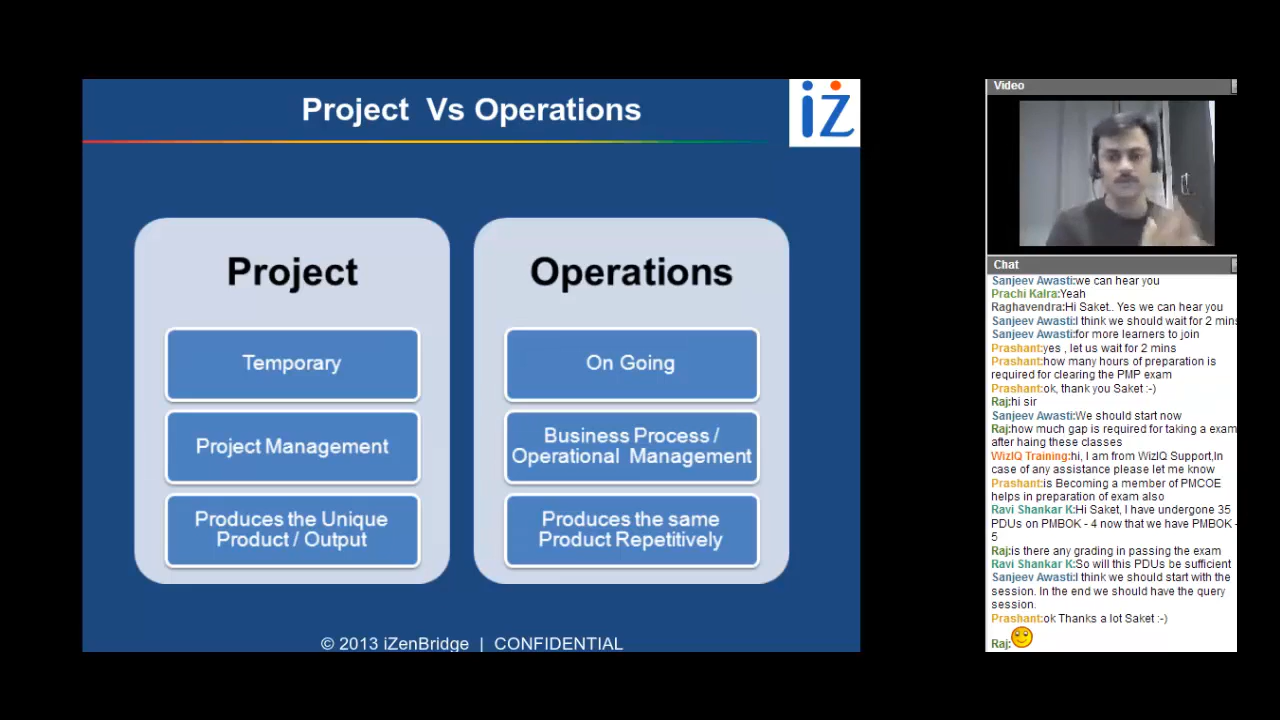 Project Vs Operations
iz
Project
Temporary
Project Management
Produces the Unique
Product / Output
Operations
On Going
Business Process /
Operational Management
Produces the same
Product Repetitively
© 2013 iZenBridge | CONFIDENTIAL
Video
Chat
Sanjeev Awasti:we can hear you
Prachi Kalra:Yeah
Raghavendra:Hi Saket.. Yes we can hear you
Sanjeev Awasti:I think we should wait for 2 mins
Sanjeev Awasti:for more learners to join
Prashant:yes , let us wait for 2 mins
Prashant:how many hours of preparation is
required for clearing the PMP exam
Prashant:ok, thank you Saket :-)
Raj:hi sir
Sanjeev Awasti:We should start now
Raj:how much gap is required for taking a exam
after haing these classes
WizIQ Training:hi, I am from WizIQ Support,In
case of any assistance please let me know
Prashant:is Becoming a member of PMCOE
helps in preparation of exam also
Ravi Shankar K:Hi Saket, I have undergone 35
PDUs on PMBOK - 4 now that we have PMBOK -
5
Raj:is there any grading in passing the exam
Ravi Shankar K:So will this PDUs be sufficient
Sanjeev Awasti:I think we should start with the
session. In the end we should have the query
session.
Prashant:ok Thanks a lot Saket :-)
Raj: